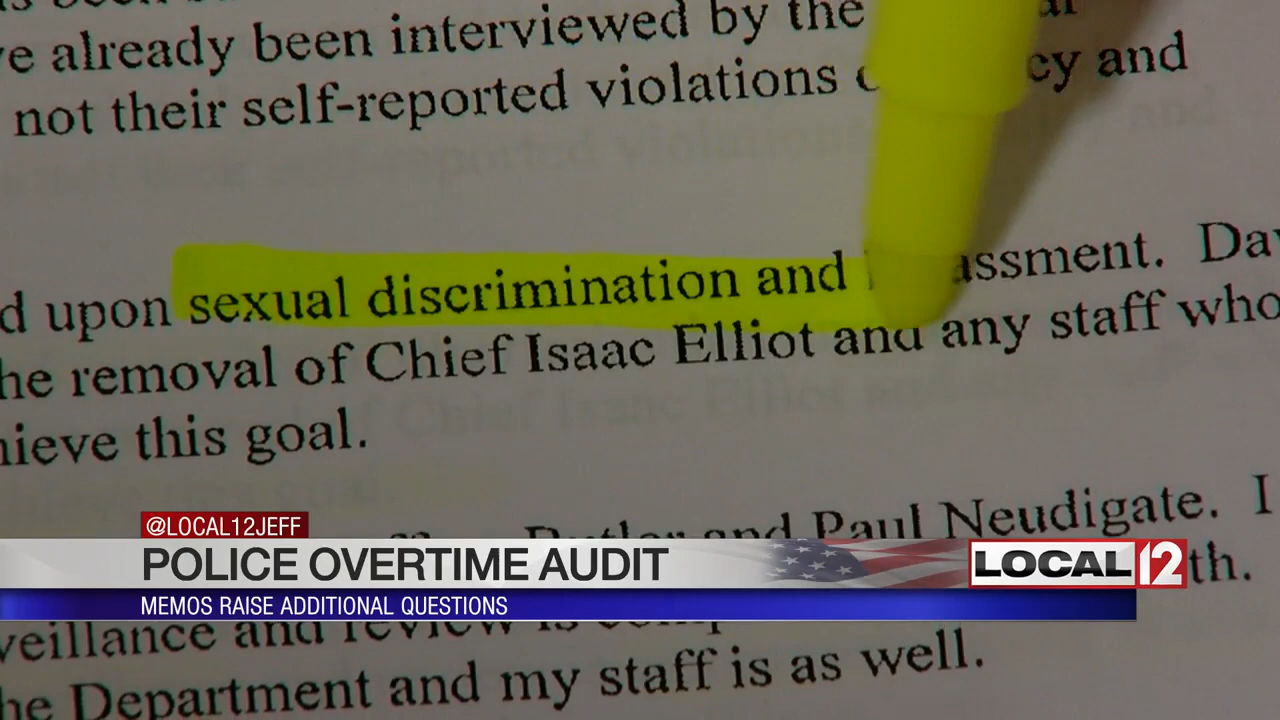 e already been interviewed by the
not their self-reported violations cy and
d upon sexual discrimination and assment. Da
he removal of Chief Isaac Elliot and any staff who
hieve this goal.
and Paul Neudigate. I
@LOCAL12JEFF
POLICE OVERTIME AUDIT
LOCAL 12
th.
MEMOS RAISE ADDITIONAL QUESTIONS
veillance and review is
he Department and my staff is as well.